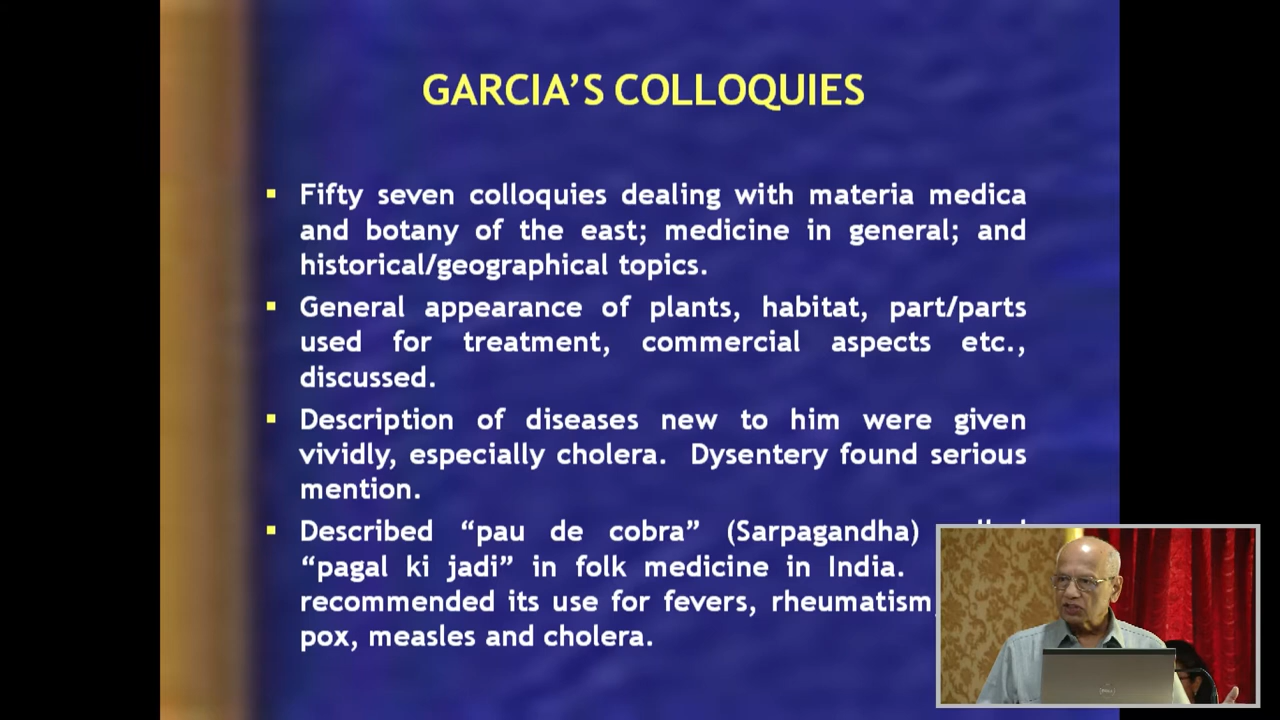 GARCIA'S COLLOQUIES
▪ Fifty seven colloquies dealing with materia medica
and botany of the east; medicine in general; and
historical/geographical topics.
▪ General appearance of plants, habitat, part/parts
used for treatment, commercial aspects etc.,
discussed.
▪ Description of diseases new to him were given
vividly, especially cholera. Dysentery found serious
mention.
▪ Described “pau de cobra” (Sarpagandha)
“pagal ki jadi” in folk medicine in India.
recommended its use for fevers, rheumatism,
pox, measles and cholera.